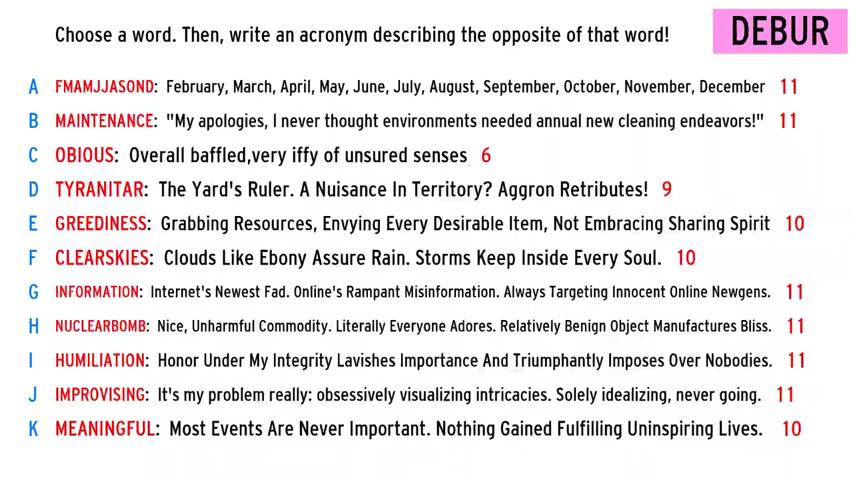 Choose a word. Then, write an acronym describing the opposite of that word!
DEBUR
A FMAMJJASOND: February, March, April, May, June, July, August, September, October, November, December 11
B MAINTENANCE: "My apologies, I never thought environments needed annual new cleaning endeavors!" 11
C OBIOUS: Overall baffled,very iffy of unsured senses 6
D TYRANITAR: The Yard's Ruler. A Nuisance In Territory? Aggron Retributes! 9
E GREEDINESS: Grabbing Resources, Envying Every Desirable Item, Not Embracing Sharing Spirit 10
F CLEARSKIES: Clouds Like Ebony Assure Rain. Storms Keep Inside Every Soul. 10
G INFORMATION: Internet's Newest Fad. Online's Rampant Misinformation. Always Targeting Innocent Online Newgens. 11
H NUCLEARBOMB: Nice, Unharmful Commodity. Literally Everyone Adores. Relatively Benign Object Manufactures Bliss. 11
I HUMILIATION: Honor Under My Integrity Lavishes Importance And Triumphantly Imposes Over Nobodies. 11
J IMPROVISING: It's my problem really: obsessively visualizing intricacies. Solely idealizing, never going. 11
K MEANINGFUL: Most Events Are Never Important. Nothing Gained Fulfilling Uninspiring Lives. 10